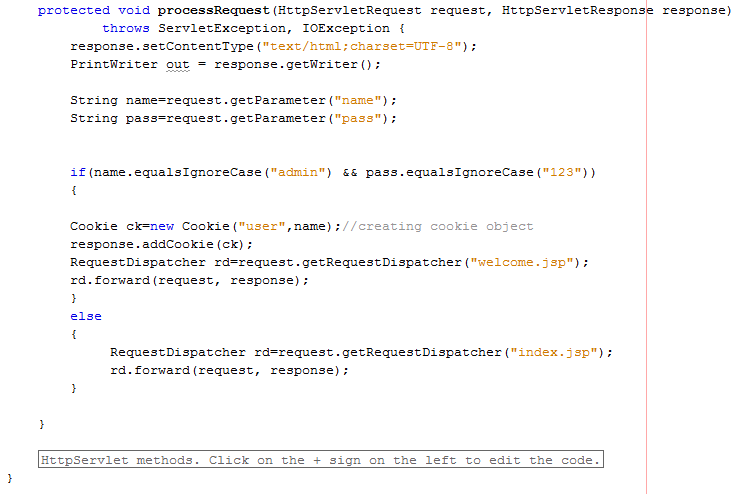 protected void processRequest(HttpServletRequest request, HttpServletResponse response)
throws ServletException, IOException {
response.setContentType("text/html;charset=UTF-8");
PrintWriter out = response.getWriter();
String name=request.getParameter("name");
String pass=request.getParameter("pass");
if(name.equalsIgnoreCase("admin") && pass.equalsIgnoreCase("123"))
{
Cookie ck=new Cookie("user",name);//creating cookie object
response.addCookie(ck);
RequestDispatcher rd=request.getRequestDispatcher("welcome.jsp");
rd.forward(request, response);
}
else
{
RequestDispatcher rd=request.getRequestDispatcher("index.jsp");
rd.forward(request, response);
}
}
HttpServlet methods. Click on the + sign on the left to edit the code.
}